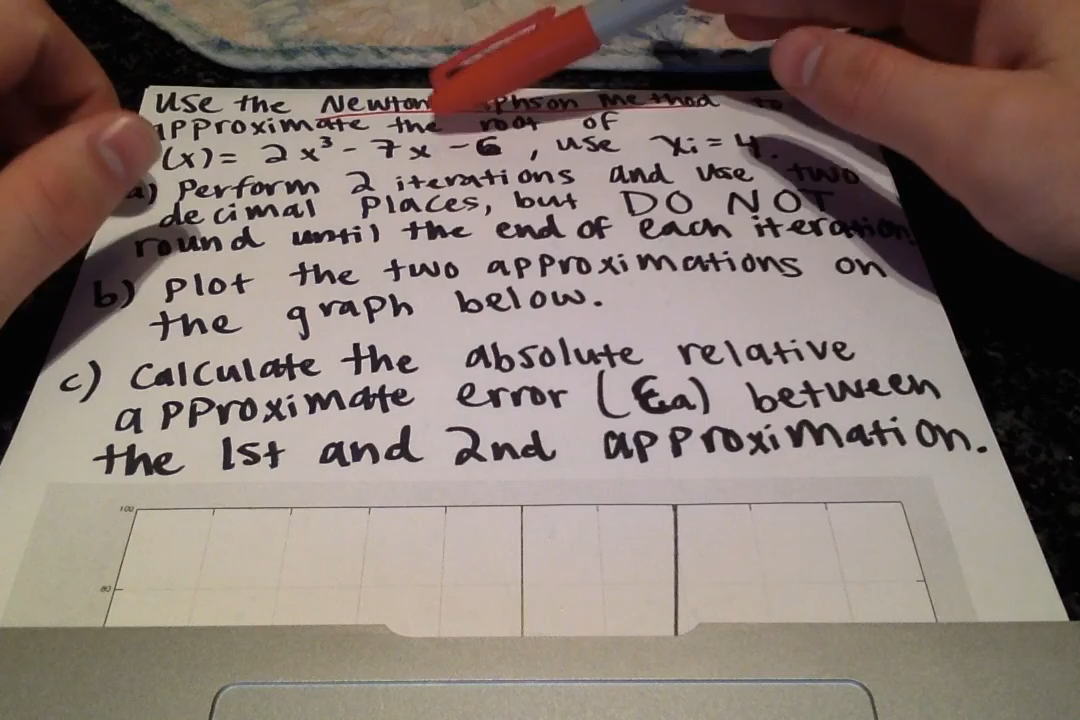 Use the Newton phson Method to
approximate the root of
(x) = 2x³ - 7x - 6 , use xi = 4.
a) Perform 2 iterations and use two
decimal places, but DO NOT
round until the end of each iteration.
b) Plot the two approximations on
the graph below.
c) Calculate the absolute relative
approximate error (Ea) between
the 1st and 2nd approximation.
100
80